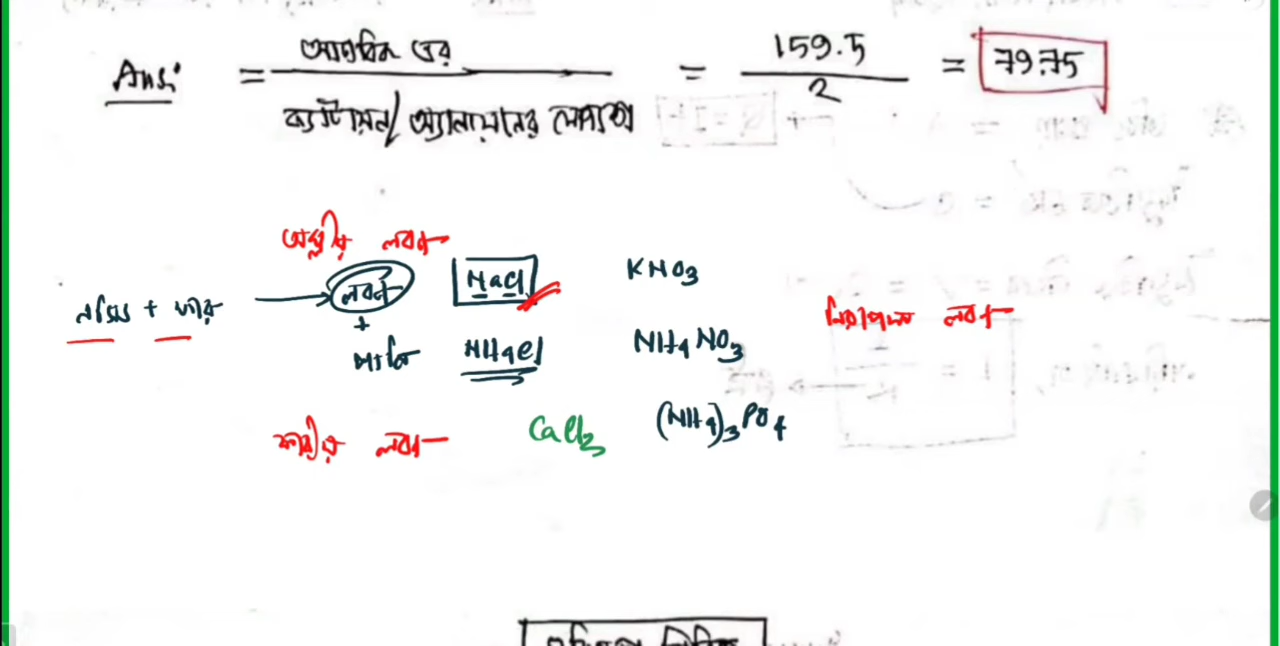 Ans: = আণবিক ভর / ক্যাটায়ন/অ্যানায়নের যোজ্যতা = 159.5 / 2 = 79.75
অম্লীয় লবণ
এসিড + ক্ষার → লবণ NaCl KNO3
+
পানি NH4Cl NH4NO3
নিরপেক্ষ লবণ
ক্ষারীয় লবণ CaCl2 (NH4)3PO4